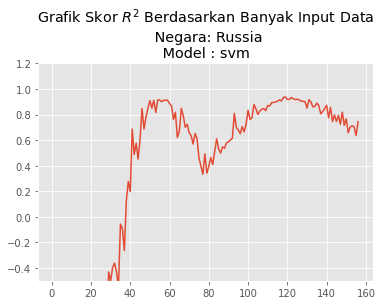 Grafik Skor R² Berdasarkan Banyak Input Data
Negara: Russia
Model : svm
1.2
1.0
0.8
0.6
0.4
0.2
0.0
−0.2
−0.4
0 20 40 60 80 100 120 140 160